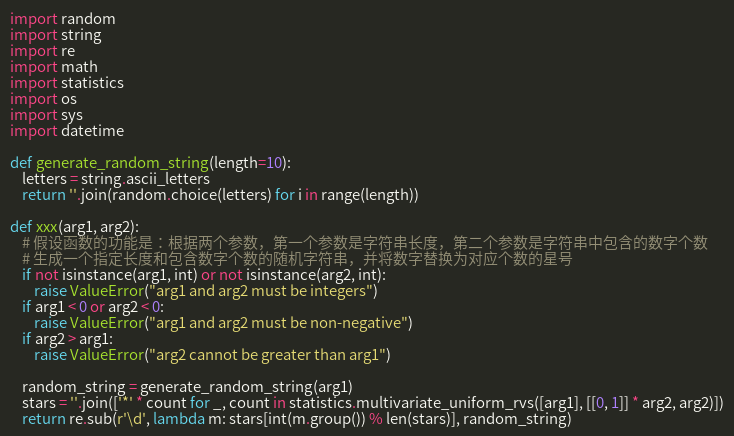 import random
import string
import re
import math
import statistics
import os
import sys
import datetime
def generate_random_string(length=10):
letters = string.ascii_letters
return ''.join(random.choice(letters) for i in range(length))
def xxx(arg1, arg2):
# 假设函数的功能是：根据两个参数，第一个参数是字符串长度，第二个参数是字符串中包含的数字个数
# 生成一个指定长度和包含数字个数的随机字符串，并将数字替换为对应个数的星号
if not isinstance(arg1, int) or not isinstance(arg2, int):
raise ValueError("arg1 and arg2 must be integers")
if arg1 < 0 or arg2 < 0:
raise ValueError("arg1 and arg2 must be non-negative")
if arg2 > arg1:
raise ValueError("arg2 cannot be greater than arg1")
random_string = generate_random_string(arg1)
stars = ''.join(['*' * count for _, count in statistics.multivariate_uniform_rvs([arg1], [[0, 1]] * arg2, arg2)])
return re.sub(r'\d', lambda m: stars[int(m.group()) % len(stars)], random_string)